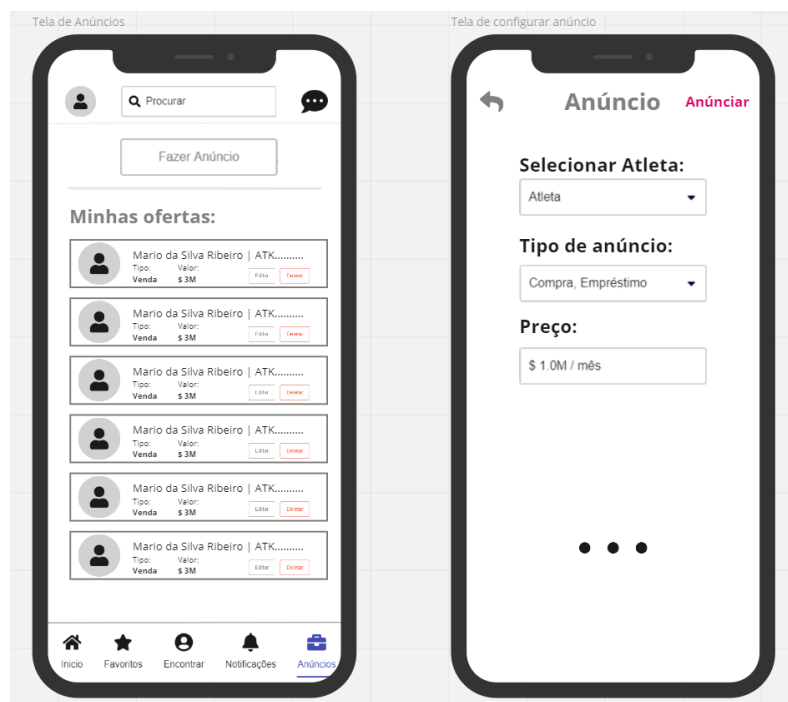 Tela de Anúncios
Procurar
Fazer Anúncio
Minhas ofertas:
Mario da Silva Ribeiro | ATK..........
Tipo: Valor:
Venda $ 3M Editar Deletar
Mario da Silva Ribeiro | ATK..........
Tipo: Valor:
Venda $ 3M Editar Deletar
Mario da Silva Ribeiro | ATK..........
Tipo: Valor:
Venda $ 3M Editar Deletar
Mario da Silva Ribeiro | ATK..........
Tipo: Valor:
Venda $ 3M Editar Deletar
Mario da Silva Ribeiro | ATK..........
Tipo: Valor:
Venda $ 3M Editar Deletar
Mario da Silva Ribeiro | ATK..........
Tipo: Valor:
Venda $ 3M Editar Deletar
Inicio Favoritos Encontrar Notificações Anúncios
Tela de configurar anúncio
Anúncio Anúnciar
Selecionar Atleta:
Atleta
Tipo de anúncio:
Compra, Empréstimo
Preço:
$ 1.0M / mês